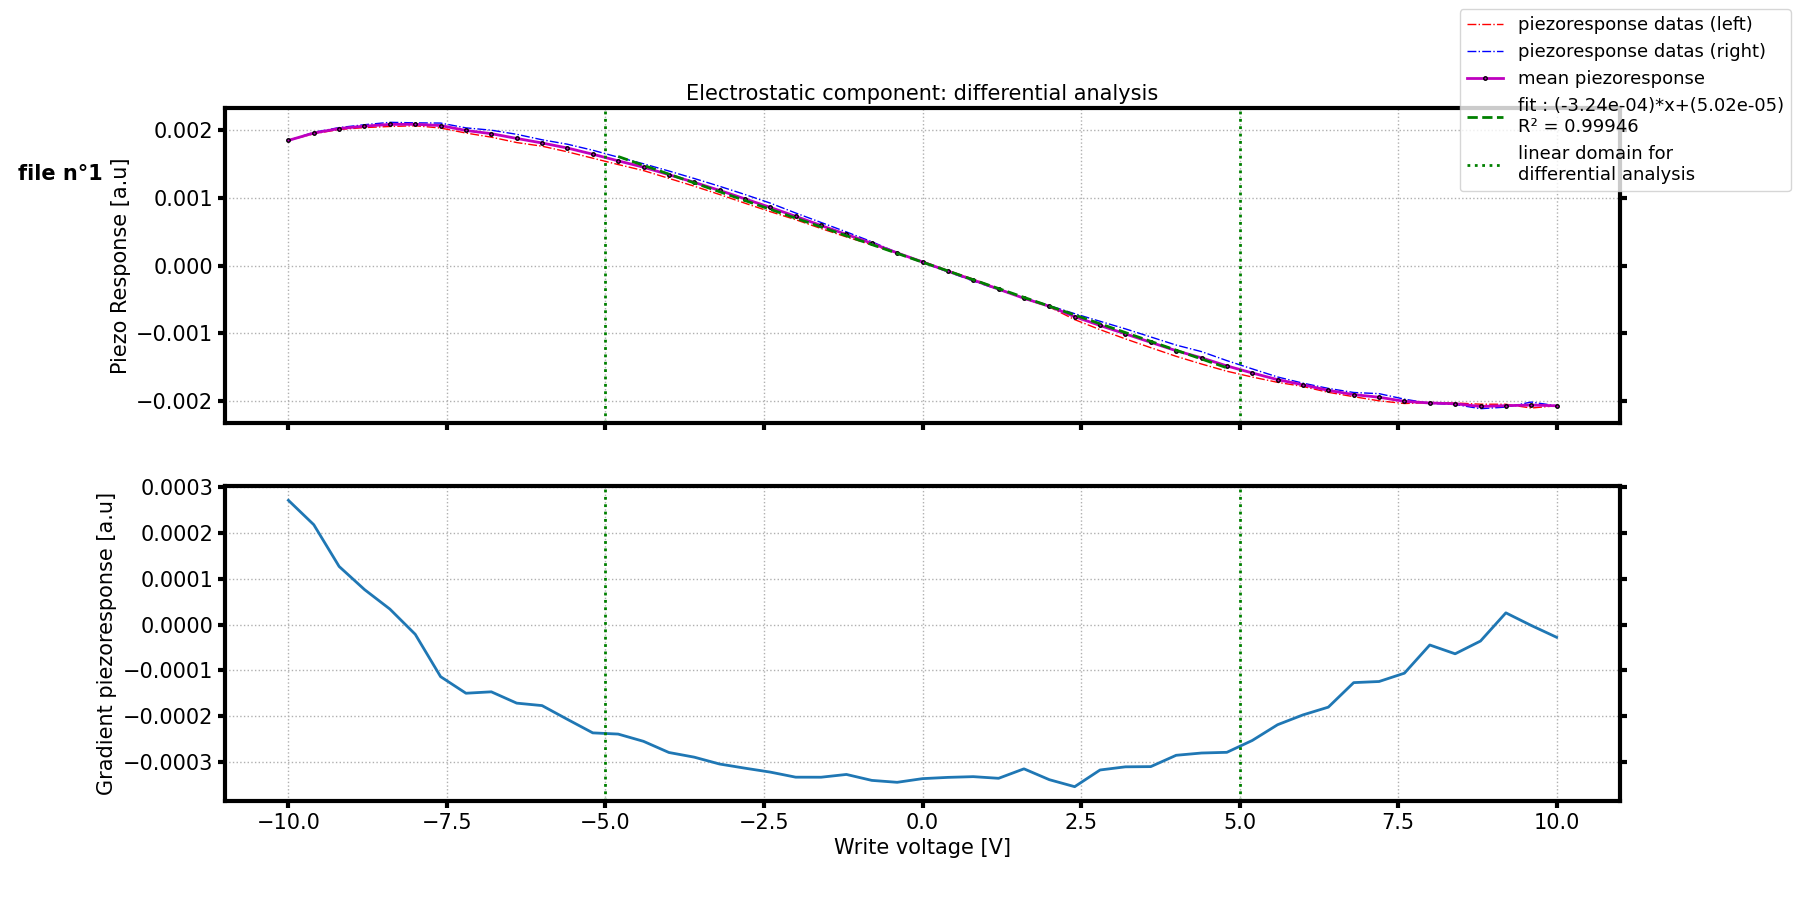 piezoresponse datas (left)
piezoresponse datas (right)
mean piezoresponse
fit : (-3.24e-04)*x+(5.02e-05)
R² = 0.99946
linear domain for
differential analysis
Electrostatic component: differential analysis
file n°1
Piezo Response [a.u]
0.002
0.001
0.000
−0.001
−0.002
Gradient piezoresponse [a.u]
0.0003
0.0002
0.0001
0.0000
−0.0001
−0.0002
−0.0003
−10.0 −7.5 −5.0 −2.5 0.0 2.5 5.0 7.5 10.0
Write voltage [V]